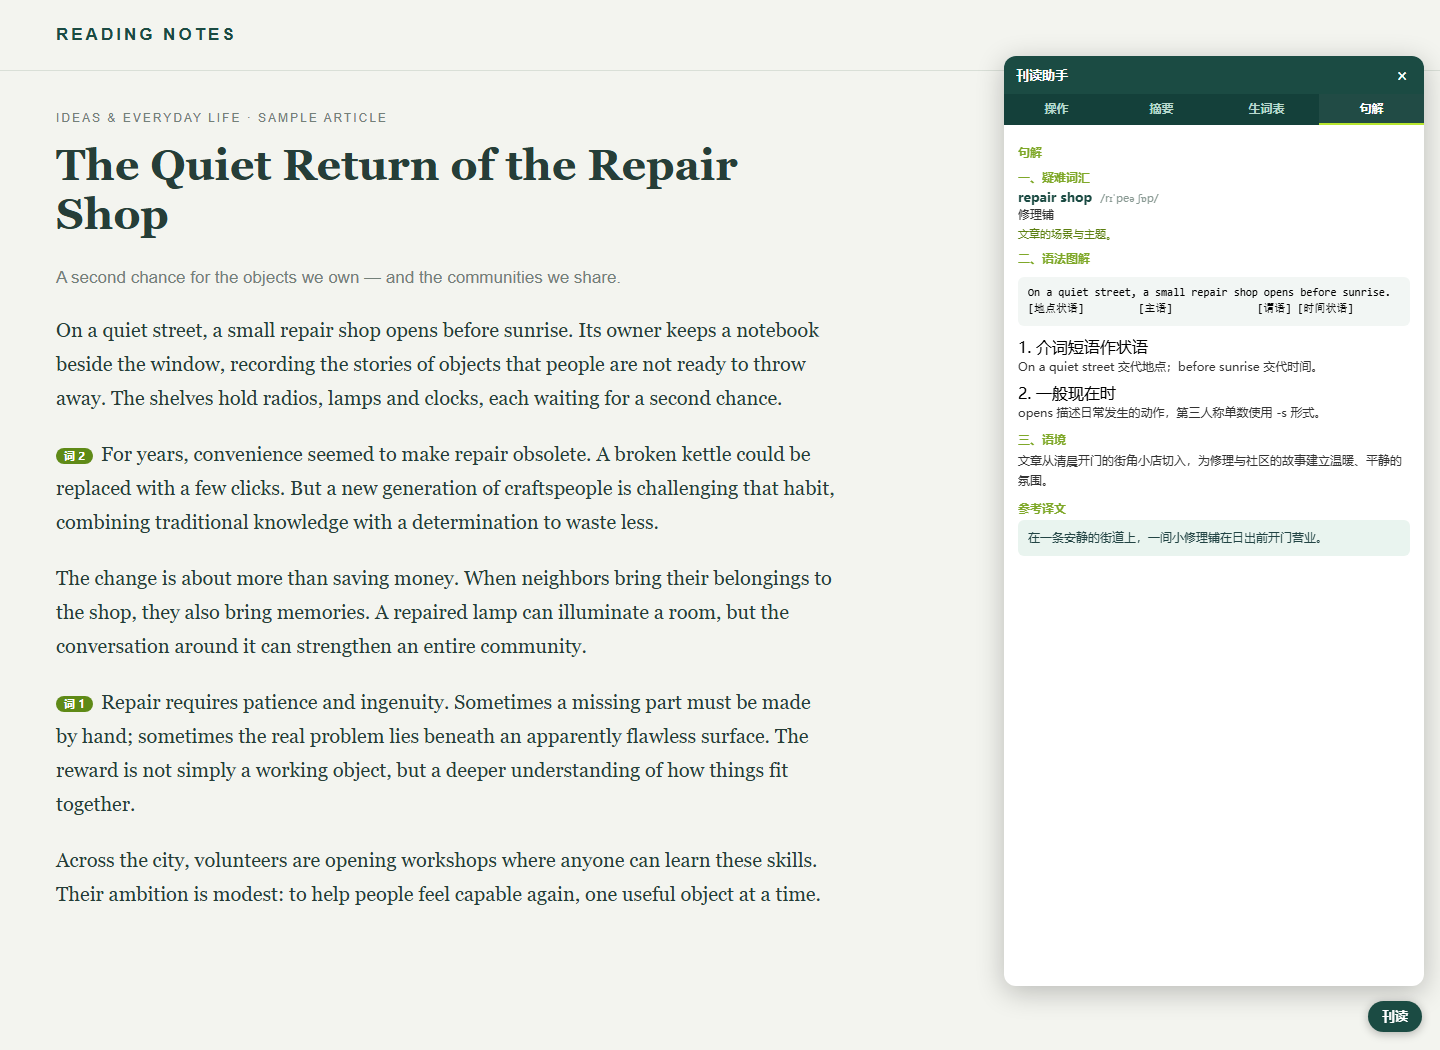 READING NOTES
IDEAS & EVERYDAY LIFE · SAMPLE ARTICLE
The Quiet Return of the Repair
Shop
A second chance for the objects we own — and the communities we share.
On a quiet street, a small repair shop opens before sunrise. Its owner keeps a notebook
beside the window, recording the stories of objects that people are not ready to throw
away. The shelves hold radios, lamps and clocks, each waiting for a second chance.
词 2 For years, convenience seemed to make repair obsolete. A broken kettle could be
replaced with a few clicks. But a new generation of craftspeople is challenging that habit,
combining traditional knowledge with a determination to waste less.
The change is about more than saving money. When neighbors bring their belongings to
the shop, they also bring memories. A repaired lamp can illuminate a room, but the
conversation around it can strengthen an entire community.
词 1 Repair requires patience and ingenuity. Sometimes a missing part must be made
by hand; sometimes the real problem lies beneath an apparently flawless surface. The
reward is not simply a working object, but a deeper understanding of how things fit
together.
Across the city, volunteers are opening workshops where anyone can learn these skills.
Their ambition is modest: to help people feel capable again, one useful object at a time.
刊读助手 ×
操作 摘要 生词表 句解
句解
一、疑难词汇
repair shop /rɪˈpeə ʃɒp/
修理铺
文章的场景与主题。
二、语法图解
On a quiet street, a small repair shop opens before sunrise.
[地点状语] [主语] [谓语] [时间状语]
1. 介词短语作状语
On a quiet street 交代地点；before sunrise 交代时间。
2. 一般现在时
opens 描述日常发生的动作，第三人称单数使用 -s 形式。
三、语境
文章从清晨开门的街角小店切入，为修理与社区的故事建立温暖、平静的
氛围。
参考译文
在一条安静的街道上，一间小修理铺在日出前开门营业。
刊读